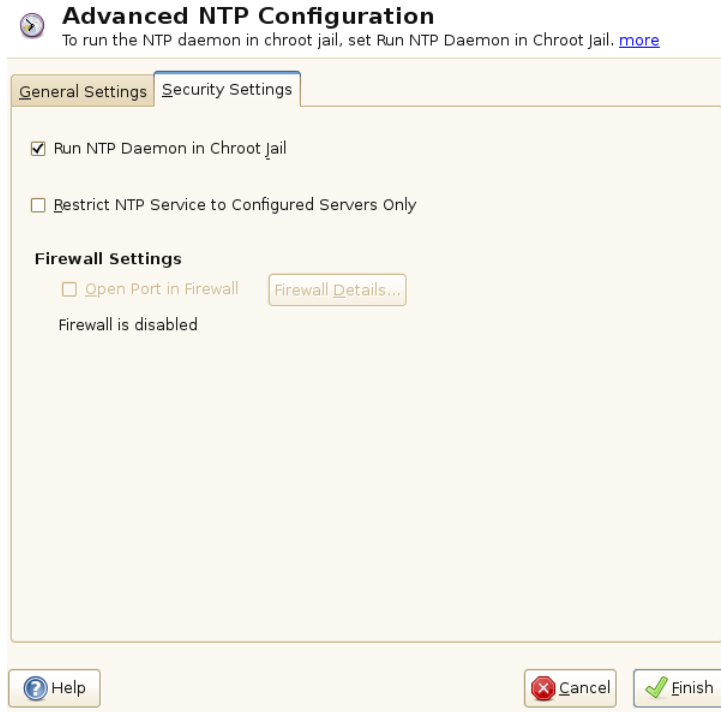 Advanced NTP Configuration
To run the NTP daemon in chroot jail, set Run NTP Daemon in Chroot Jail. more
General Settings Security Settings
Run NTP Daemon in Chroot Jail
Restrict NTP Service to Configured Servers Only
Firewall Settings
Open Port in Firewall Firewall Details...
Firewall is disabled
Help Cancel Finish